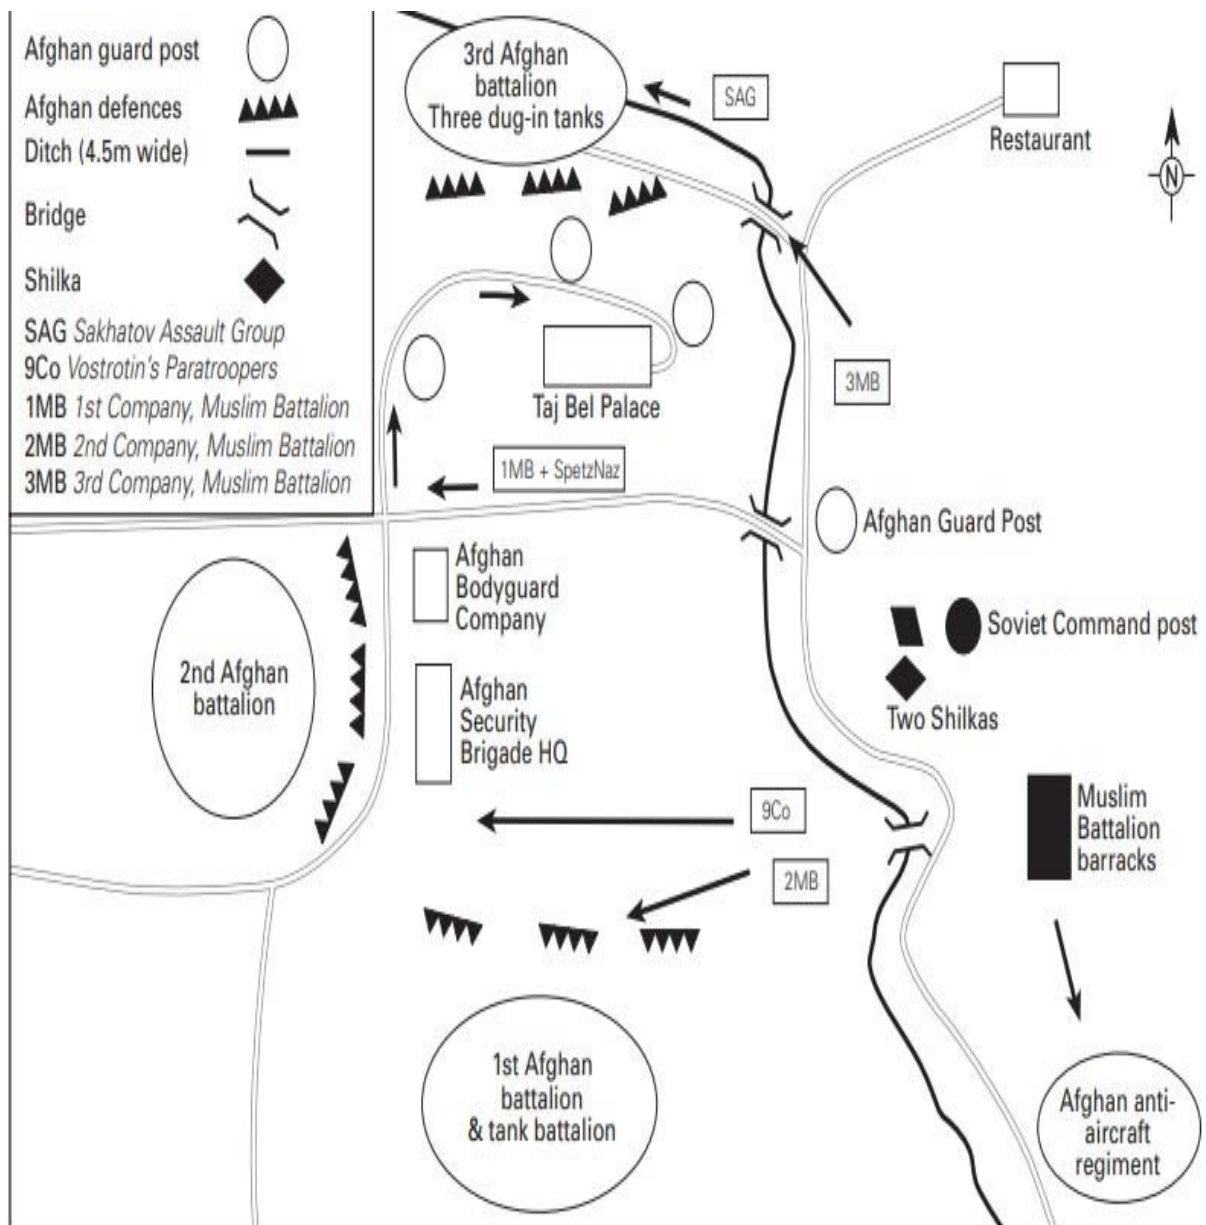 Afghan guard post
Afghan defences
Ditch (4.5m wide)
Bridge
Shilka
SAG Sakhatov Assault Group
9Co Vostrotin's Paratroopers
1MB 1st Company, Muslim Battalion
2MB 2nd Company, Muslim Battalion
3MB 3rd Company, Muslim Battalion
3rd Afghan
battalion
Three dug-in tanks
SAG
Restaurant
N
3MB
Taj Bel Palace
1MB + SpetzNaz
Afghan Guard Post
Afghan
Bodyguard
Company
Soviet Command post
2nd Afghan
battalion
Afghan
Security
Brigade HQ
Two Shilkas
9Co
Muslim
Battalion
barracks
2MB
1st Afghan
battalion
& tank battalion
Afghan anti-
aircraft
regiment